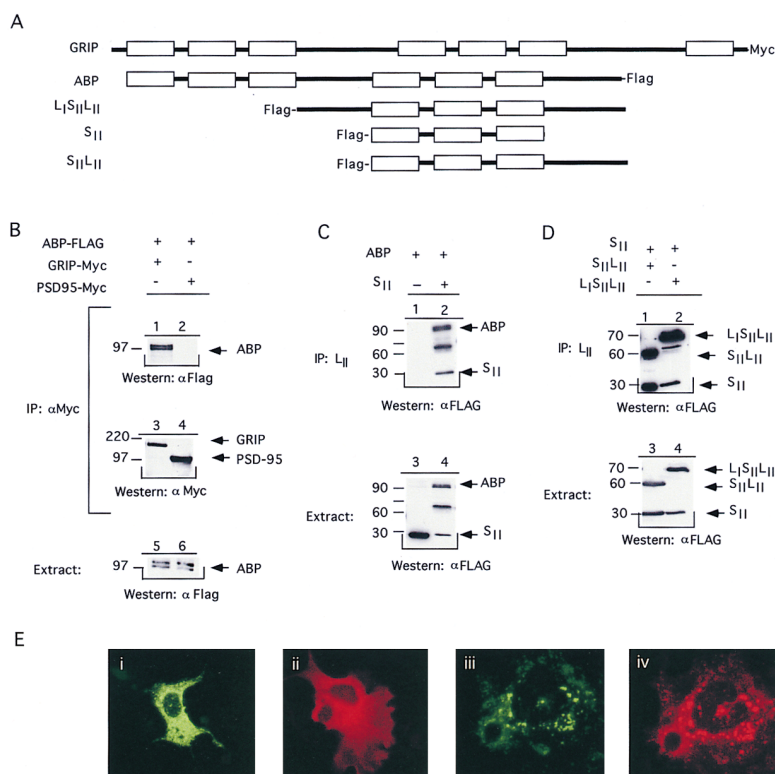 A
GRIP
Myc
ABP
Flag
LISIILII
Flag-
SII
Flag-
SIILII
Flag-
B
ABP-FLAG + +
GRIP-Myc + -
PSD95-Myc - +
1 2
97
ABP
Western: αFlag
IP: αMyc
3 4
220
GRIP
97
PSD-95
Western: α Myc
5 6
Extract:
97
ABP
Western: α Flag
C
ABP + +
SII − +
1 2
90
ABP
60
IP: LII
30
SII
Western: αFLAG
3 4
90
ABP
60
Extract:
30
SII
Western: αFLAG
D
SII + +
SIILII + -
LISIILII - +
1 2
70
LISIILII
IP: LII
60
SIILII
30
SII
Western: αFLAG
3 4
70
LISIILII
60
SIILII
Extract:
30
SII
Western: αFLAG
E
i
ii
iii
iv